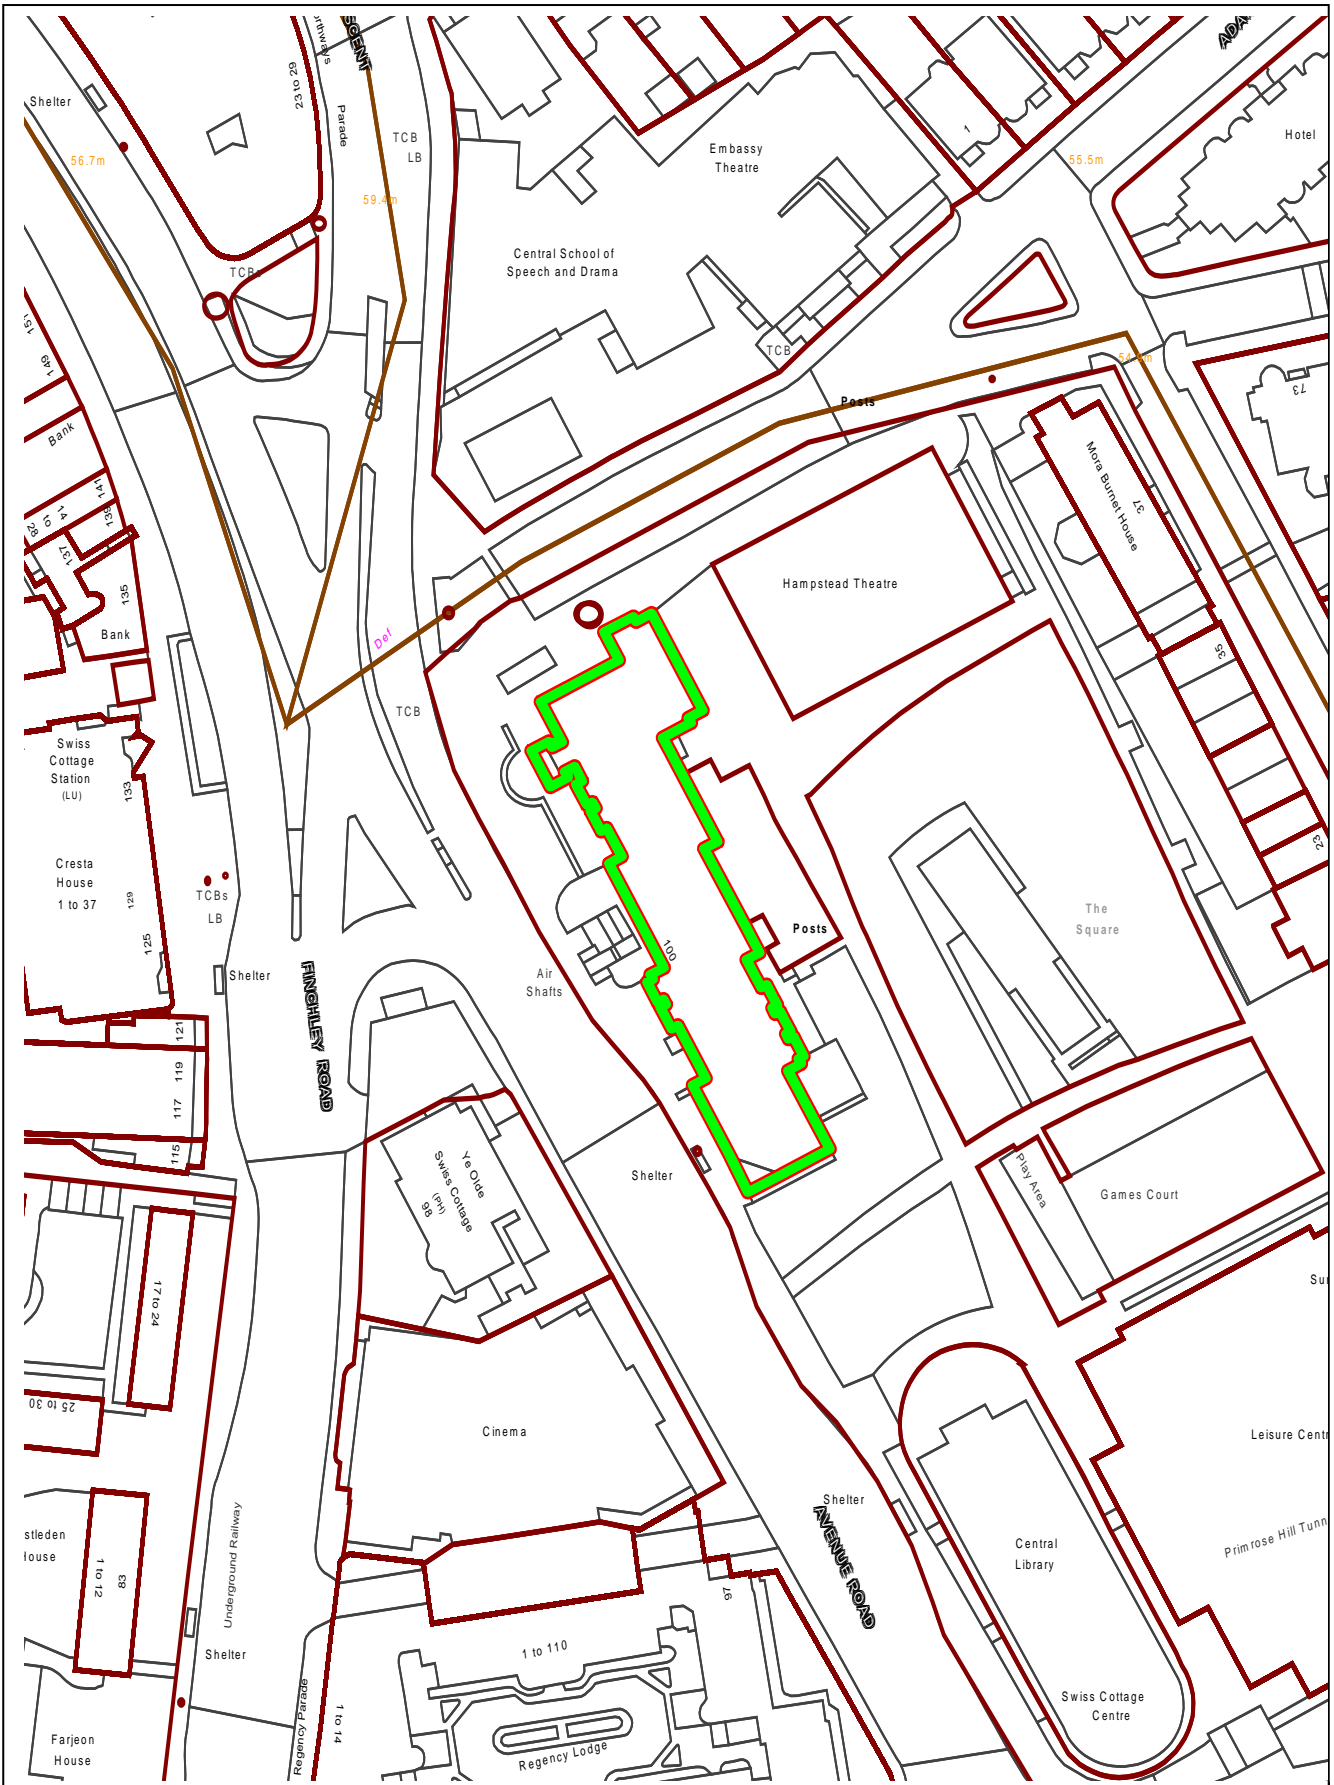 SCENT
ADA
rthways
Parade
23 to 29
Shelter
TCB
LB
56.7m
59.4m
55.5m
Hotel
Embassy
Theatre
1
Central School of
Speech and Drama
TCBs
TCB
151
149
Bank
141
139
28
to
14
137
135
Bank
54.
73
Posts
Mora Burnet House
37
Hampstead Theatre
35
23
Def
TCB
Swiss
Cottage
Station
(LU)
133
Cresta
House
1 to 37
129
125
TCBs
LB
Shelter
FINCHLEY ROAD
100
Posts
Air
Shafts
The
Square
121
119
117
115
Ye Olde
Swiss Cottage
(PH)
98
Shelter
Play Area
Games Court
Sur
17 to 24
25 to 30
Cinema
Leisure Centr
Shelter
AVENUE ROAD
Central
Library
Primrose Hill Tunn
stleden
House
1 to 12
83
Underground Railway
Shelter
97
1 to 110
Regency Parade
1 to 14
Regency Lodge
Swiss Cottage
Centre
Farjeon
House